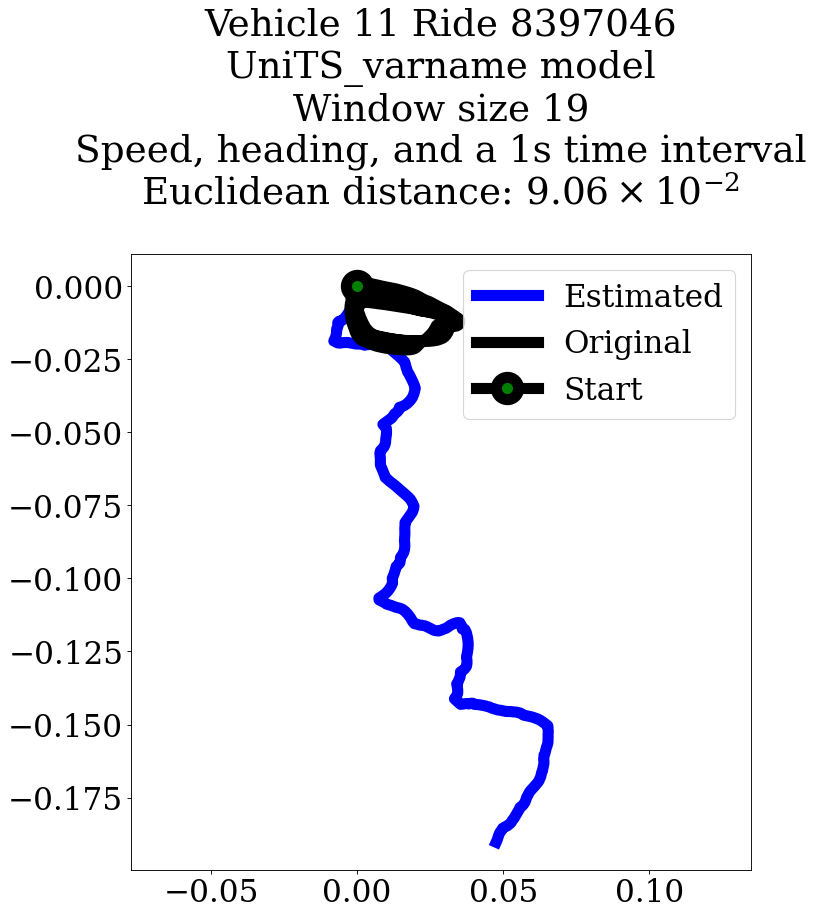 Vehicle 11 Ride 8397046
UniTS_varname model
Window size 19
Speed, heading, and a 1s time interval
Euclidean distance: 9.06 × 10⁻²
Estimated
Original
Start
0.000
−0.025
−0.050
−0.075
−0.100
−0.125
−0.150
−0.175
−0.05 0.00 0.05 0.10